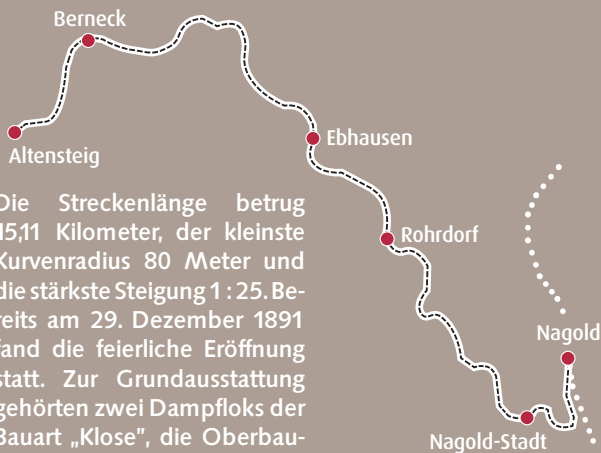 Berneck
Altensteig
Ebhausen
Rohrdorf
Nagold
Nagold-Stadt
Die Streckenlänge betrug
15,11 Kilometer, der kleinste
Kurvenradius 80 Meter und
die stärkste Steigung 1 : 25. Be-
reits am 29. Dezember 1891
fand die feierliche Eröffnung
statt. Zur Grundausstattung
gehörten zwei Dampfloks der
Bauart „Klose”, die Oberbau-